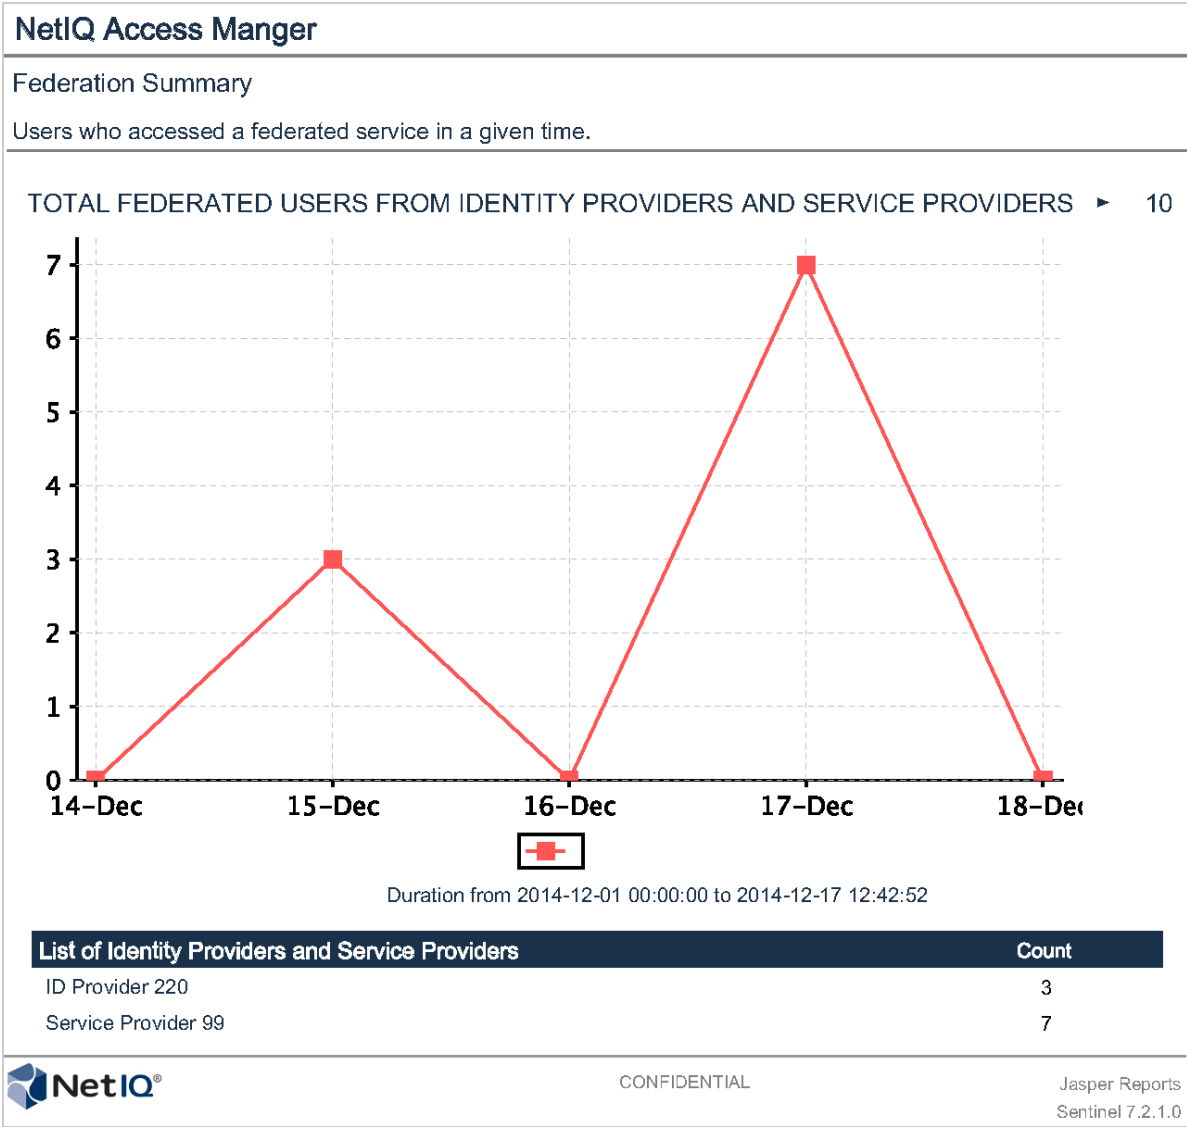 NetIQ Access Manger
Federation Summary
Users who accessed a federated service in a given time.
TOTAL FEDERATED USERS FROM IDENTITY PROVIDERS AND SERVICE PROVIDERS ► 10
7
6
5
4
3
2
1
0
14-Dec 15-Dec 16-Dec 17-Dec 18-Dec
Duration from 2014-12-01 00:00:00 to 2014-12-17 12:42:52
List of Identity Providers and Service Providers Count
ID Provider 220 3
Service Provider 99 7
NetIQ® CONFIDENTIAL Jasper Reports
Sentinel 7.2.1.0